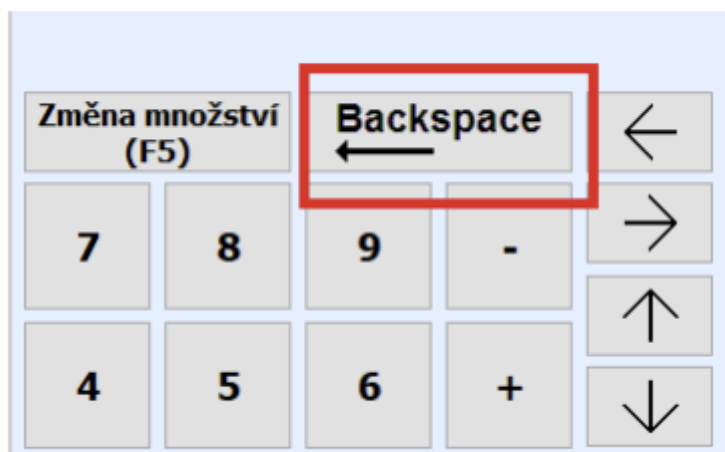 Změna množství
(F5)
Backspace
←
→
7 8 9 -
↑
4 5 6 +
↓